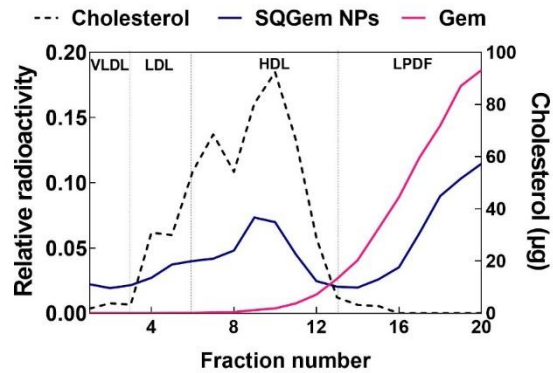 Cholesterol SQGem NPs Gem
VLDL LDL HDL LPDF
Relative radioactivity
0.20
0.15
0.10
0.05
0.00
100
80
60
40
20
0
Cholesterol (µg)
4 8 12 16 20
Fraction number